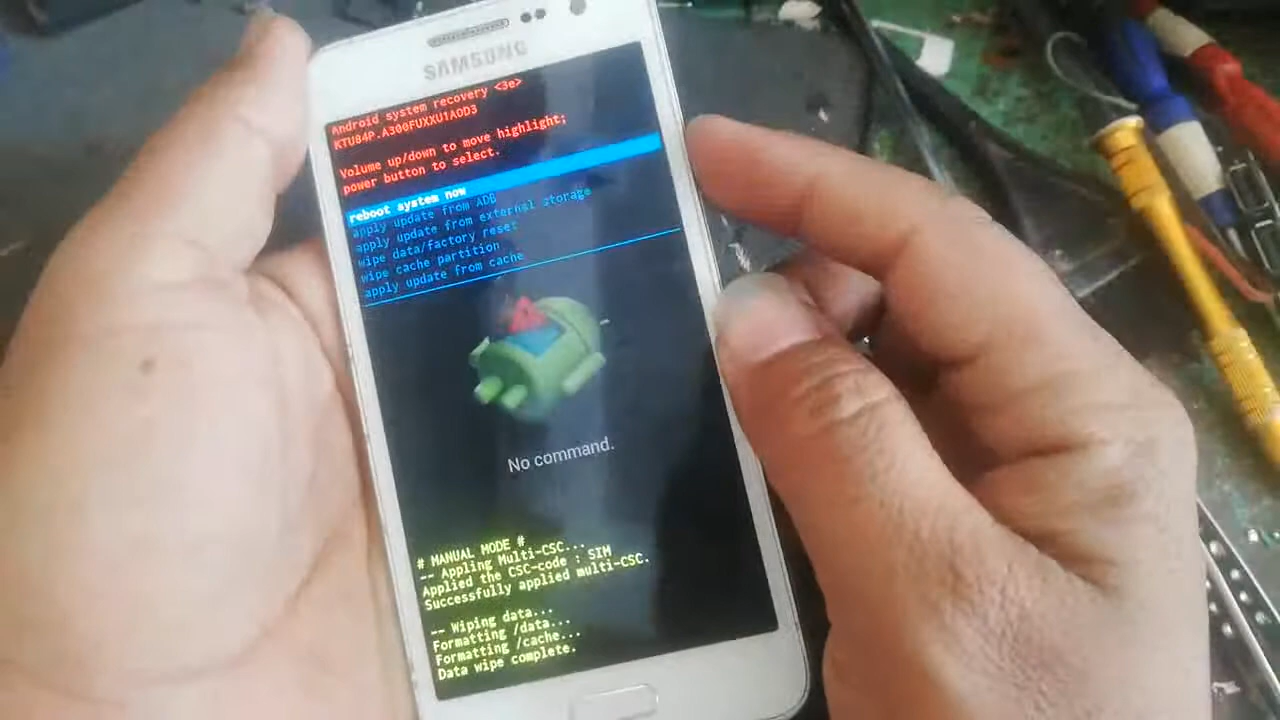 SAMSUNG
Android system recovery <3e>
KTU84P.A300FUXXU1AOD3
Volume up/down to move highlight;
power button to select.
reboot system now
apply update from ADB
apply update from external storage
wipe data/factory reset
wipe cache partition
apply update from cache
No command.
# MANUAL MODE #
-- Appling Multi-CSC...
Applied the CSC-code : SIM
Successfully applied multi-CSC.
-- Wiping data...
Formatting /data...
Formatting /cache...
Data wipe complete.